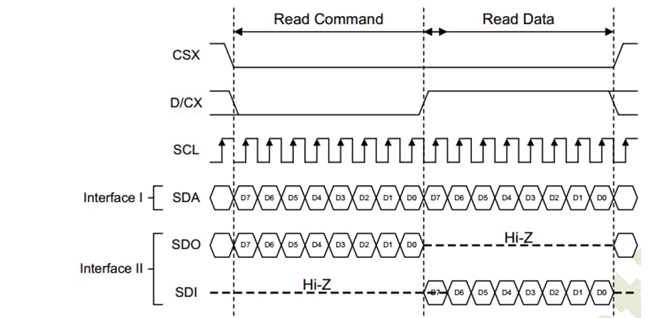 Read Command Read Data
CSX
D/CX
SCL
Interface I SDA D7 D6 D5 D4 D3 D2 D1 D0 D7 D6 D5 D4 D3 D2 D1 D0
SDO D7 D6 D5 D4 D3 D2 D1 D0 Hi-Z
Interface II
SDI Hi-Z D7 D6 D5 D4 D3 D2 D1 D0